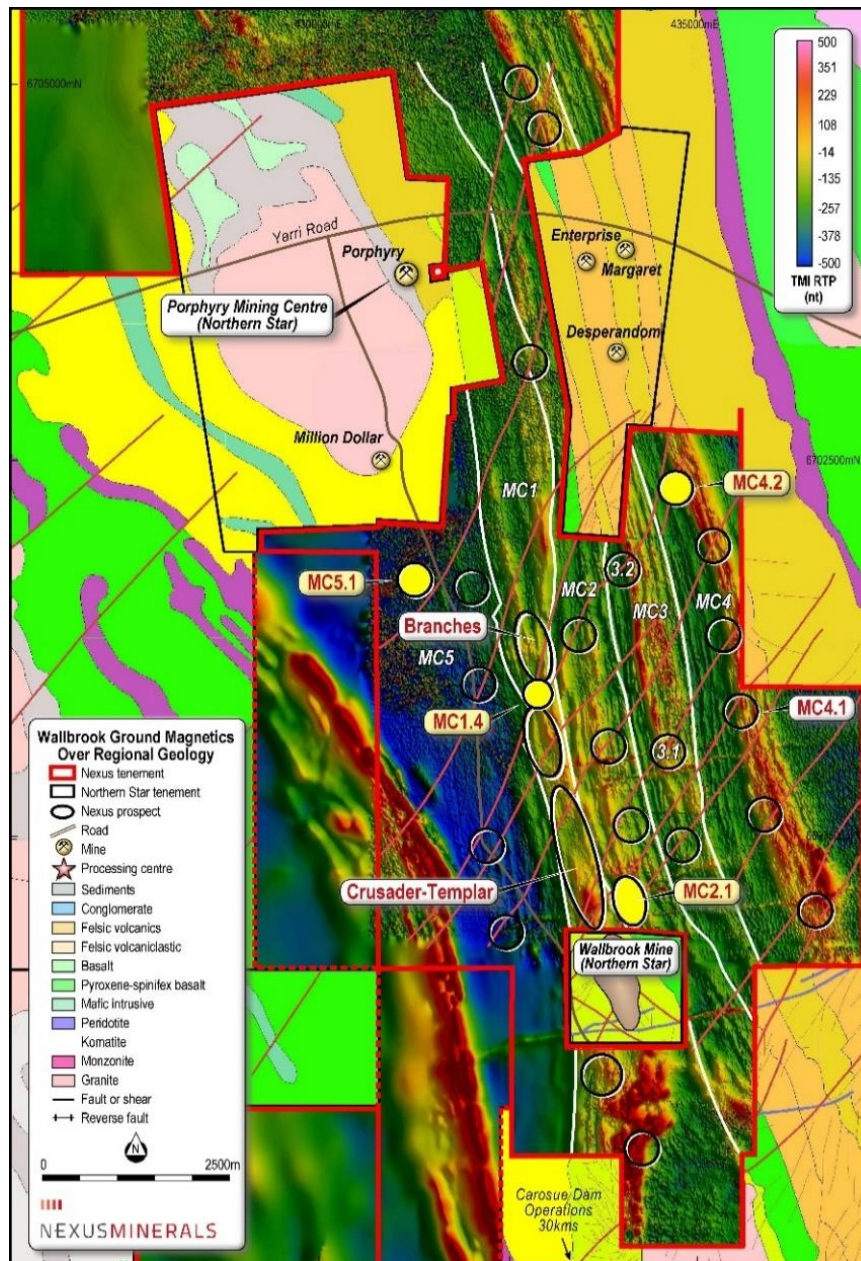 430000mE
435000mE
6705000mN
500
351
229
108
-14
-135
-257
-378
-500
TMI RTP
(nt)
Yarri Road
Porphyry
Enterprise
Margaret
Porphyry Mining Centre
(Northern Star)
Desperandom
Million Dollar
6702500mN
MC1
MC4.2
MC5.1
3.2
MC2
MC3
MC4
Branches
MC5
MC1.4
MC4.1
3.1
Crusader-Templar
MC2.1
Wallbrook Mine
(Northern Star)
Wallbrook Ground Magnetics
Over Regional Geology
Nexus tenement
Northern Star tenement
Nexus prospect
Road
Mine
Processing centre
Sediments
Conglomerate
Felsic volcanics
Felsic volcaniclastic
Basalt
Pyroxene-spinifex basalt
Mafic intrusive
Peridotite
Komatite
Monzonite
Granite
Fault or shear
Reverse fault
N
0 2500m
NEXUSMINERALS
Carosue Dam
Operations
30kms